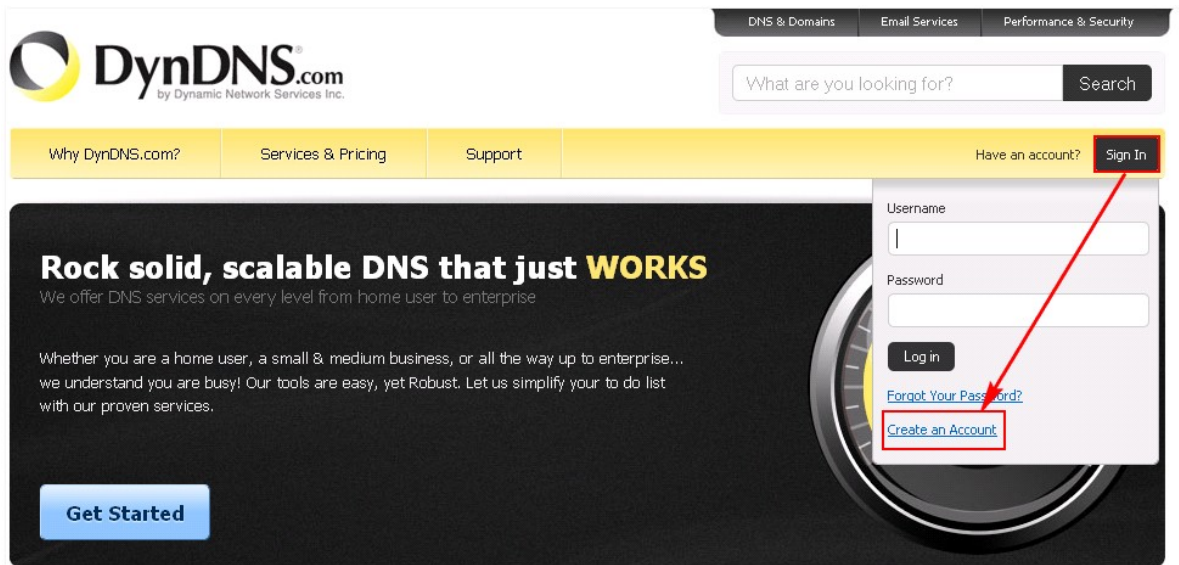 DNS & Domains
Email Services
Performance & Security
DynDNS.com
by Dynamic Network Services Inc.
What are you looking for?
Search
Why DynDNS.com?
Services & Pricing
Support
Have an account?
Sign In
Username
Password
Log in
Forgot Your Password?
Create an Account
Rock solid, scalable DNS that just WORKS
We offer DNS services on every level from home user to enterprise
Whether you are a home user, a small & medium business, or all the way up to enterprise...
we understand you are busy! Our tools are easy, yet Robust. Let us simplify your to do list
with our proven services.
Get Started